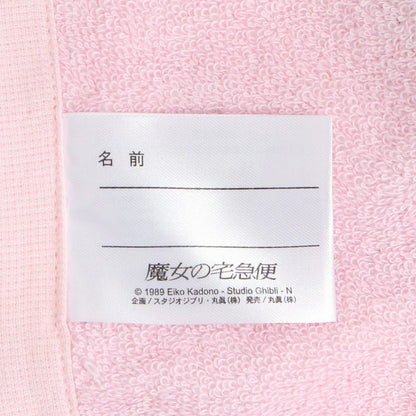 名 前
魔女の宅急便
© 1989 Eiko Kadono - Studio Ghibli - N
企画 / スタジオジブリ・丸眞(株) 発売 / 丸眞(株)